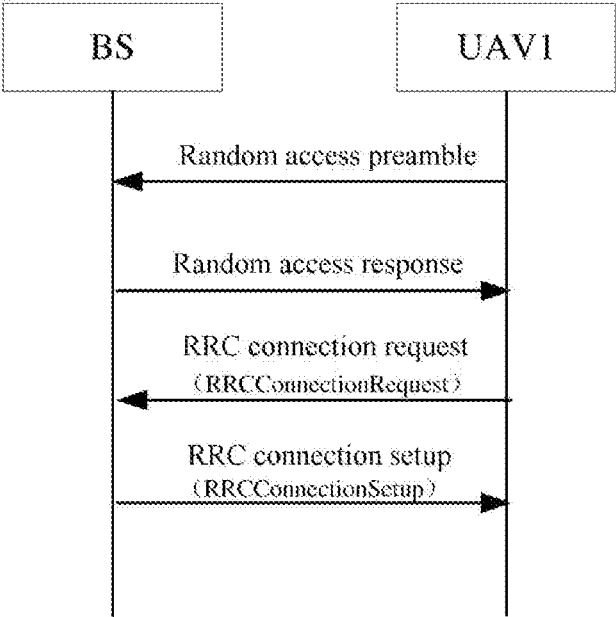 BS
UAV1
Random access preamble
Random access response
RRC connection request
（RRCConnectionRequest）
RRC connection setup
（RRCConnectionSetup）